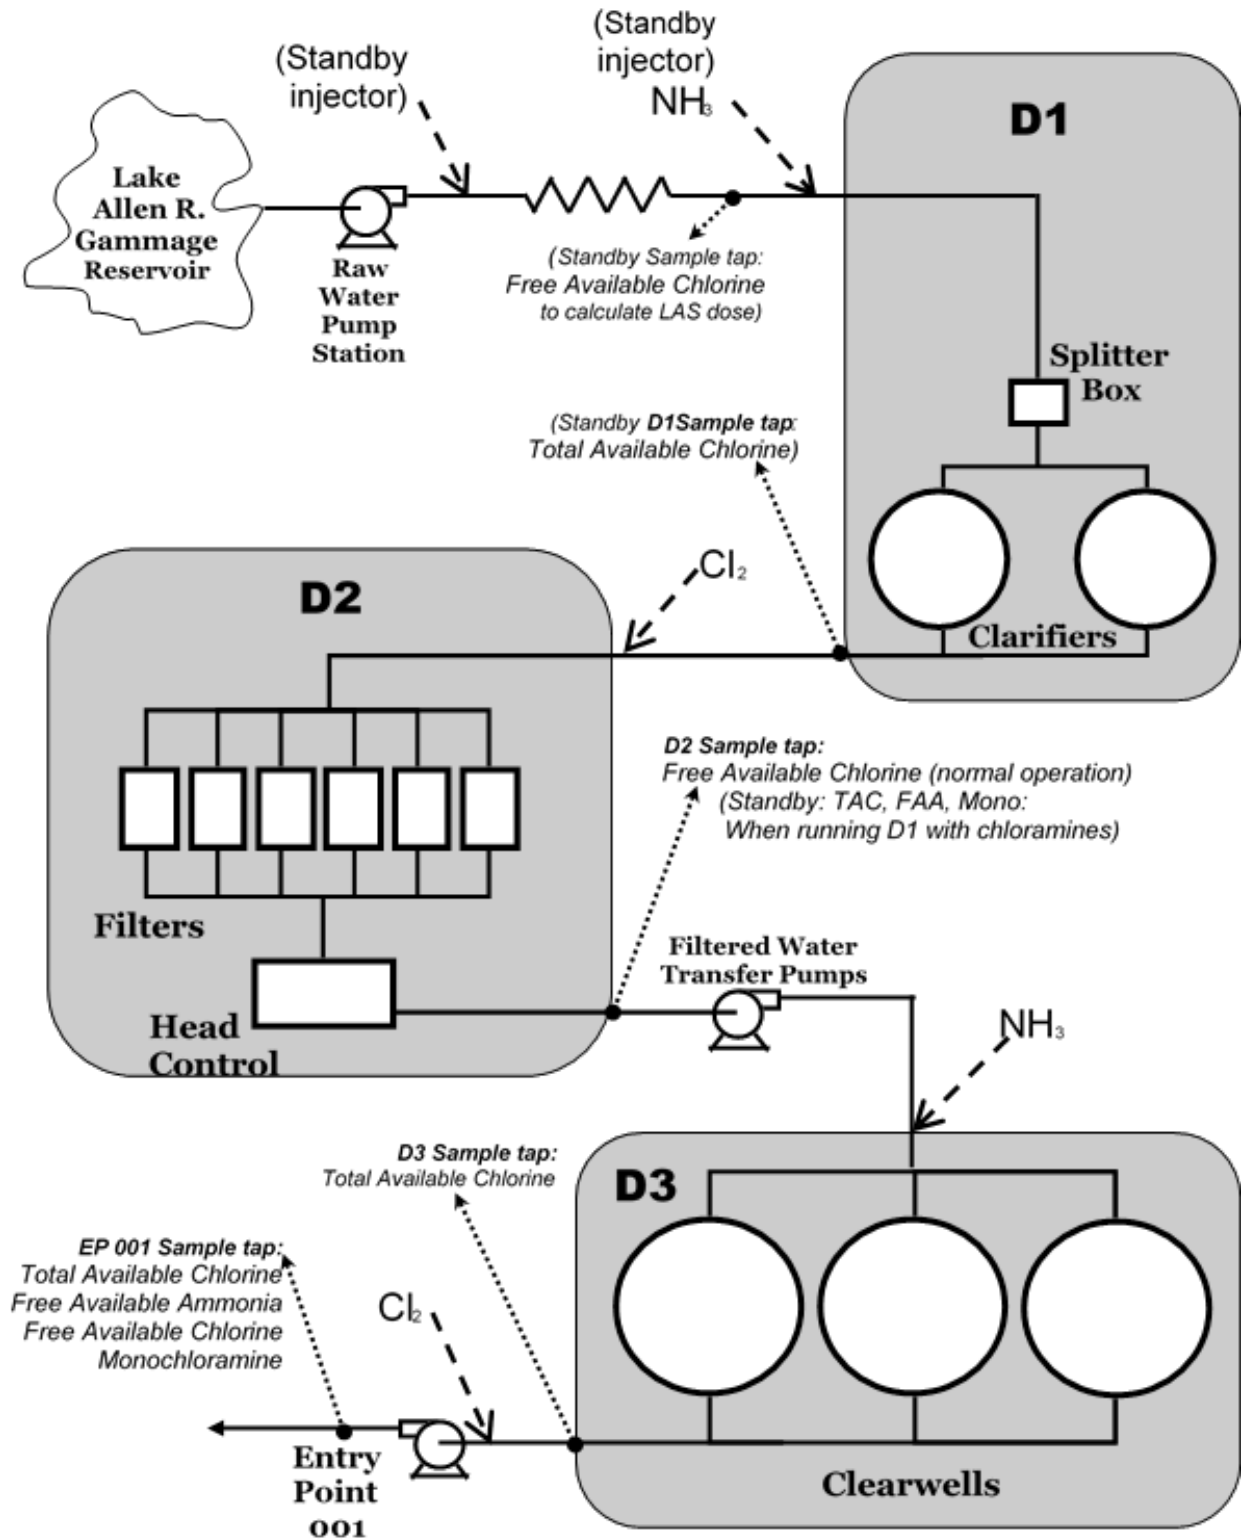 (Standby
injector)
(Standby
injector)
NH₃
D1
Lake
Allen R.
Gammage
Reservoir
Raw
Water
Pump
Station
(Standby Sample tap:
Free Available Chlorine
to calculate LAS dose)
Splitter
Box
(Standby D1Sample tap:
Total Available Chlorine)
Clarifiers
Cl₂
D2
D2 Sample tap:
Free Available Chlorine (normal operation)
(Standby: TAC, FAA, Mono:
When running D1 with chloramines)
Filters
Head
Control
Filtered Water
Transfer Pumps
NH₃
D3 Sample tap:
Total Available Chlorine
D3
EP 001 Sample tap:
Total Available Chlorine
Free Available Ammonia
Free Available Chlorine
Monochloramine
Cl₂
Entry
Point
001
Clearwells